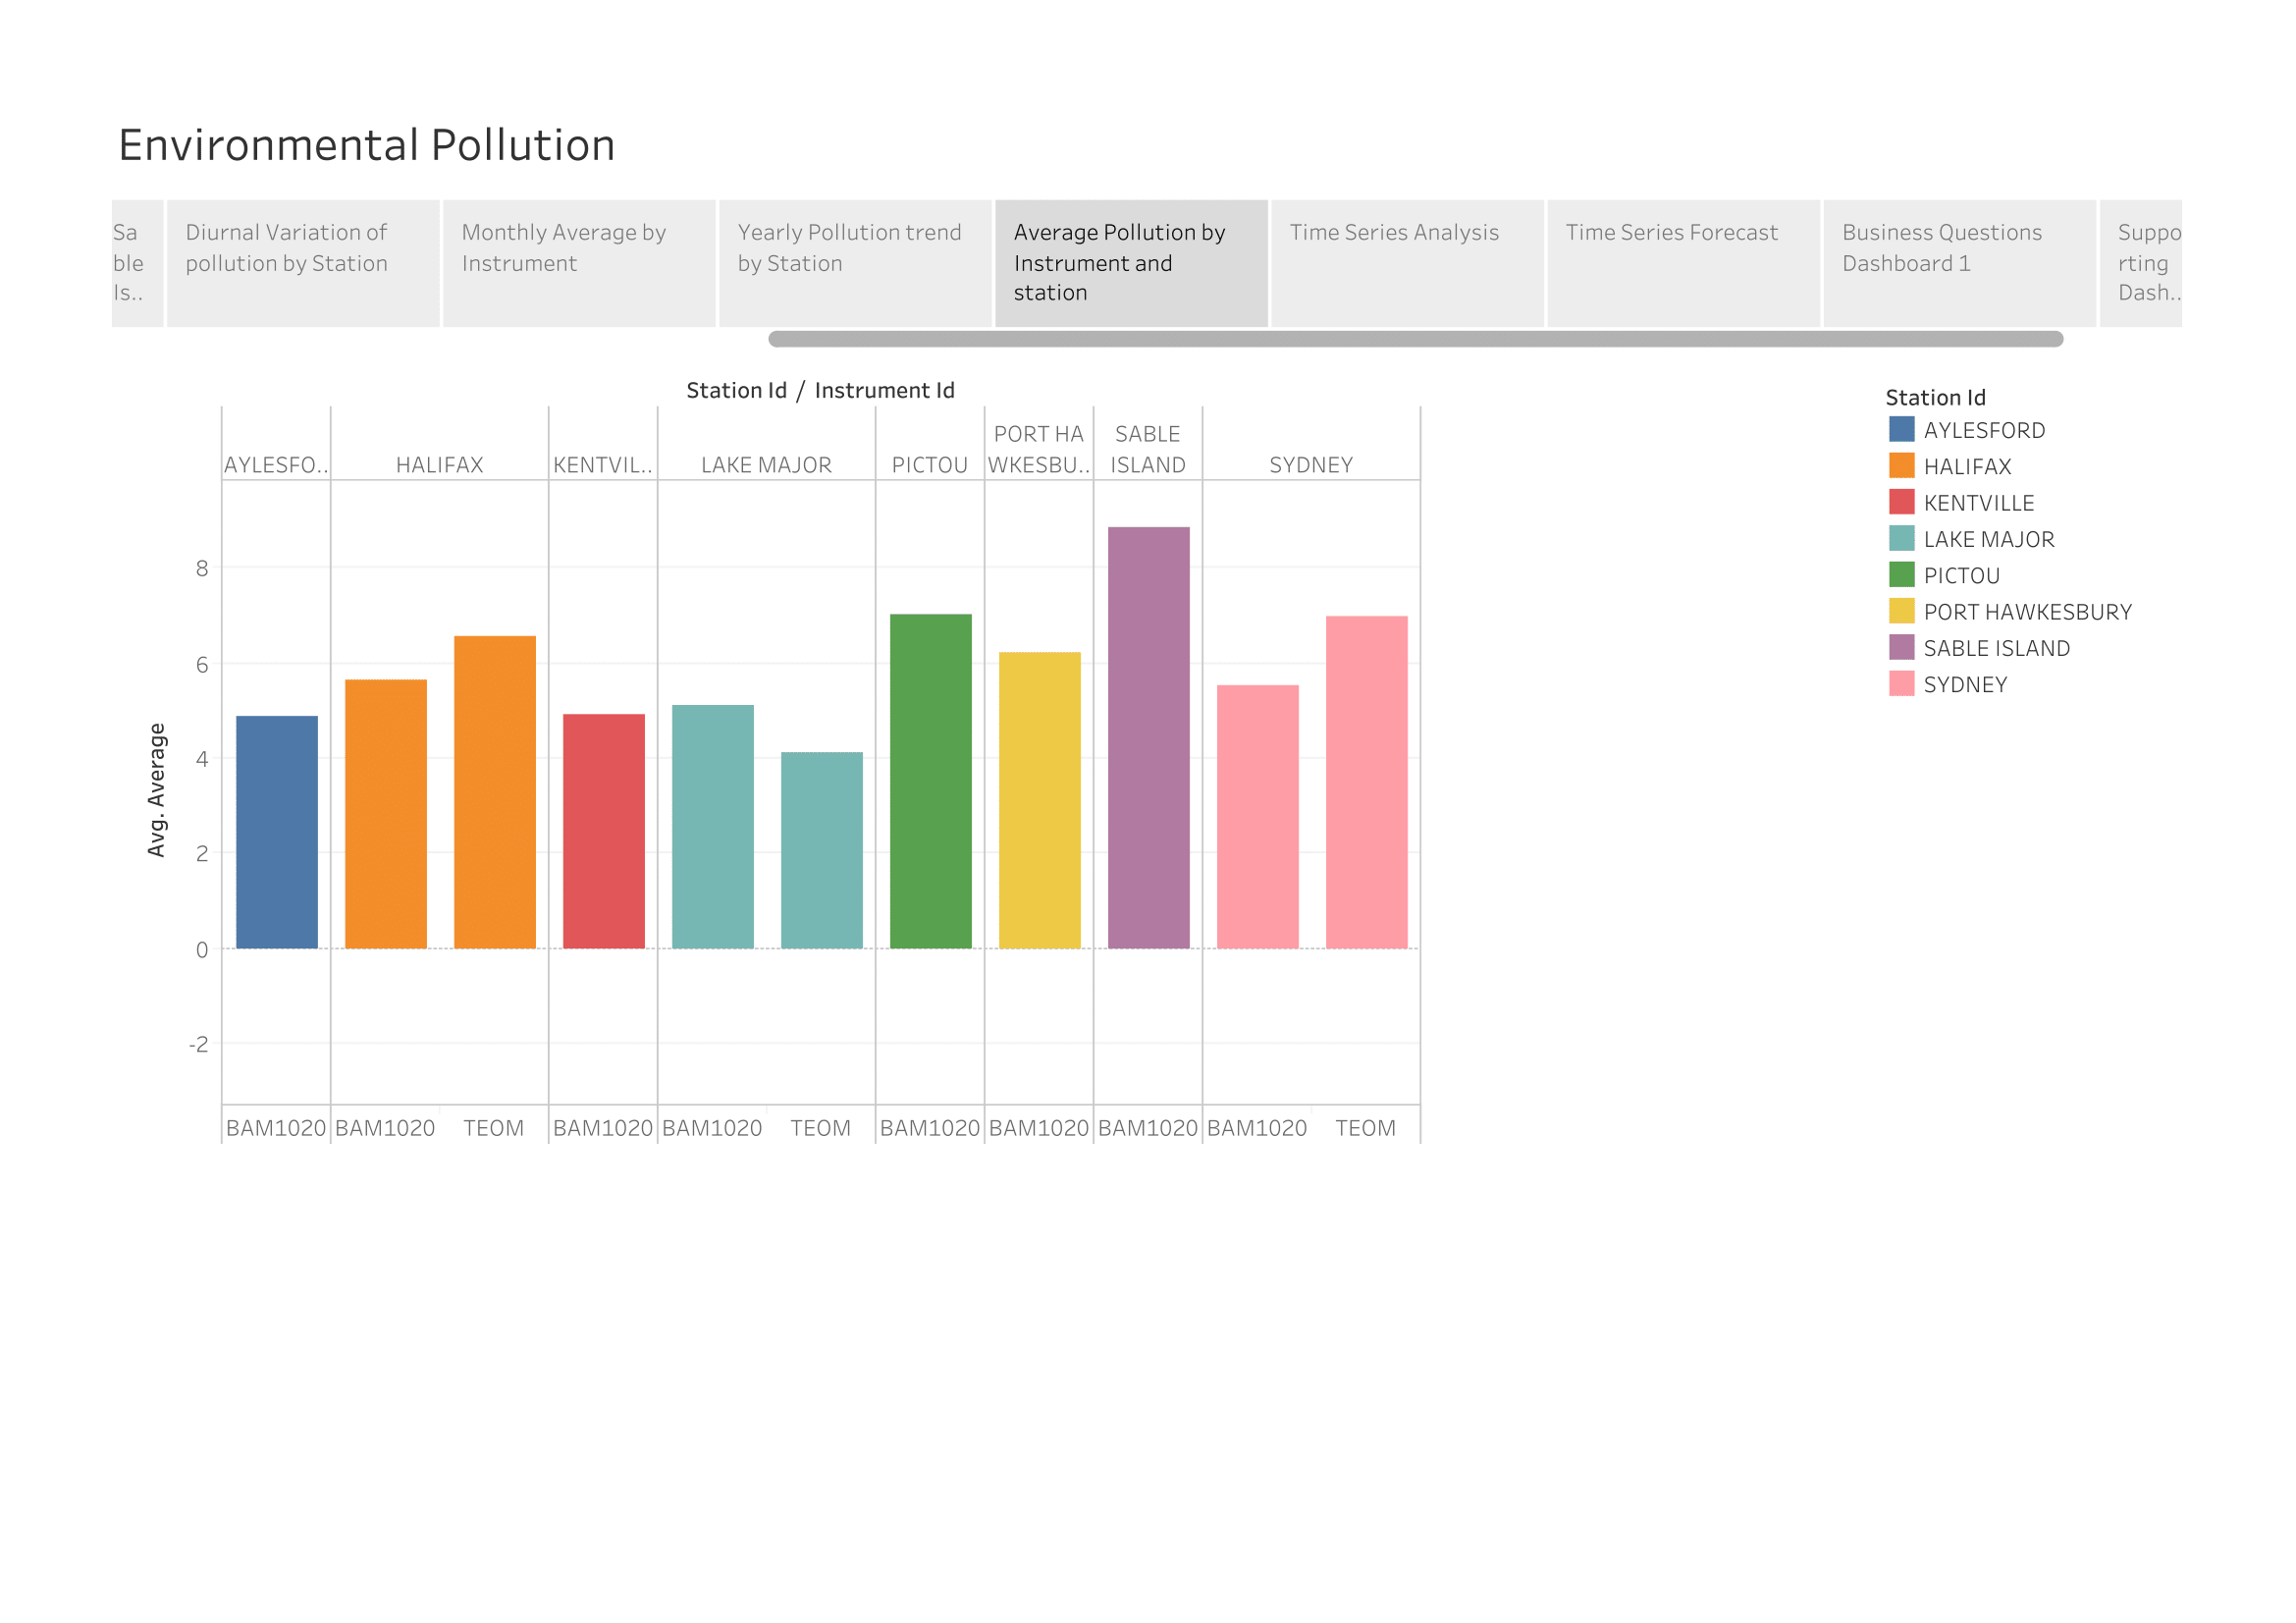 Environmental Pollution
Sa
ble
Is..
Diurnal Variation of
pollution by Station
Monthly Average by
Instrument
Yearly Pollution trend
by Station
Average Pollution by
Instrument and
station
Time Series Analysis
Time Series Forecast
Business Questions
Dashboard 1
Suppo
rting
Dash..
Station Id / Instrument Id
AYLESFO..
HALIFAX
KENTVIL..
LAKE MAJOR
PICTOU
PORT HA
WKESBU..
SABLE
ISLAND
SYDNEY
8
6
4
2
0
-2
Avg. Average
BAM1020
BAM1020
TEOM
BAM1020
BAM1020
TEOM
BAM1020
BAM1020
BAM1020
BAM1020
TEOM
Station Id
AYLESFORD
HALIFAX
KENTVILLE
LAKE MAJOR
PICTOU
PORT HAWKESBURY
SABLE ISLAND
SYDNEY